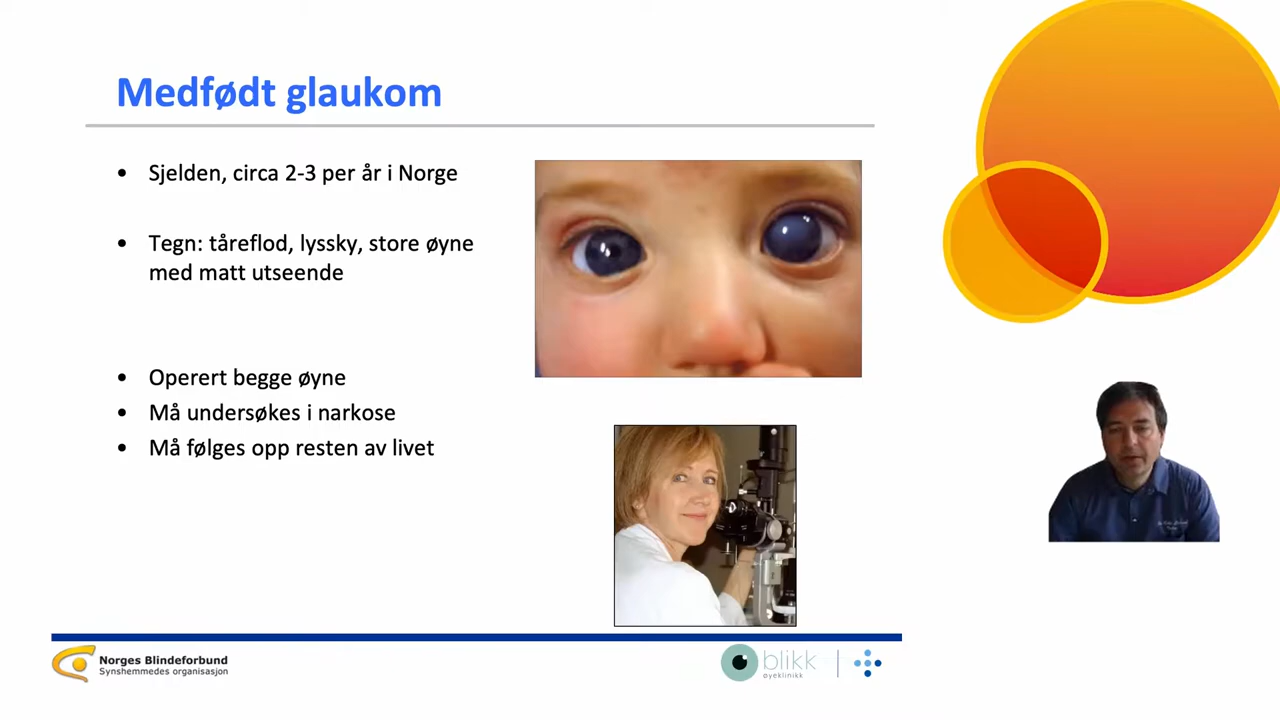 Medfødt glaukom
• Sjelden, circa 2-3 per år i Norge
• Tegn: tåreflod, lyssky, store øyne
med matt utseende
• Operert begge øyne
• Må undersøkes i narkose
• Må følges opp resten av livet
Norges Blindeforbund
Synshemmedes organisasjon
blikk
øyeklinikk